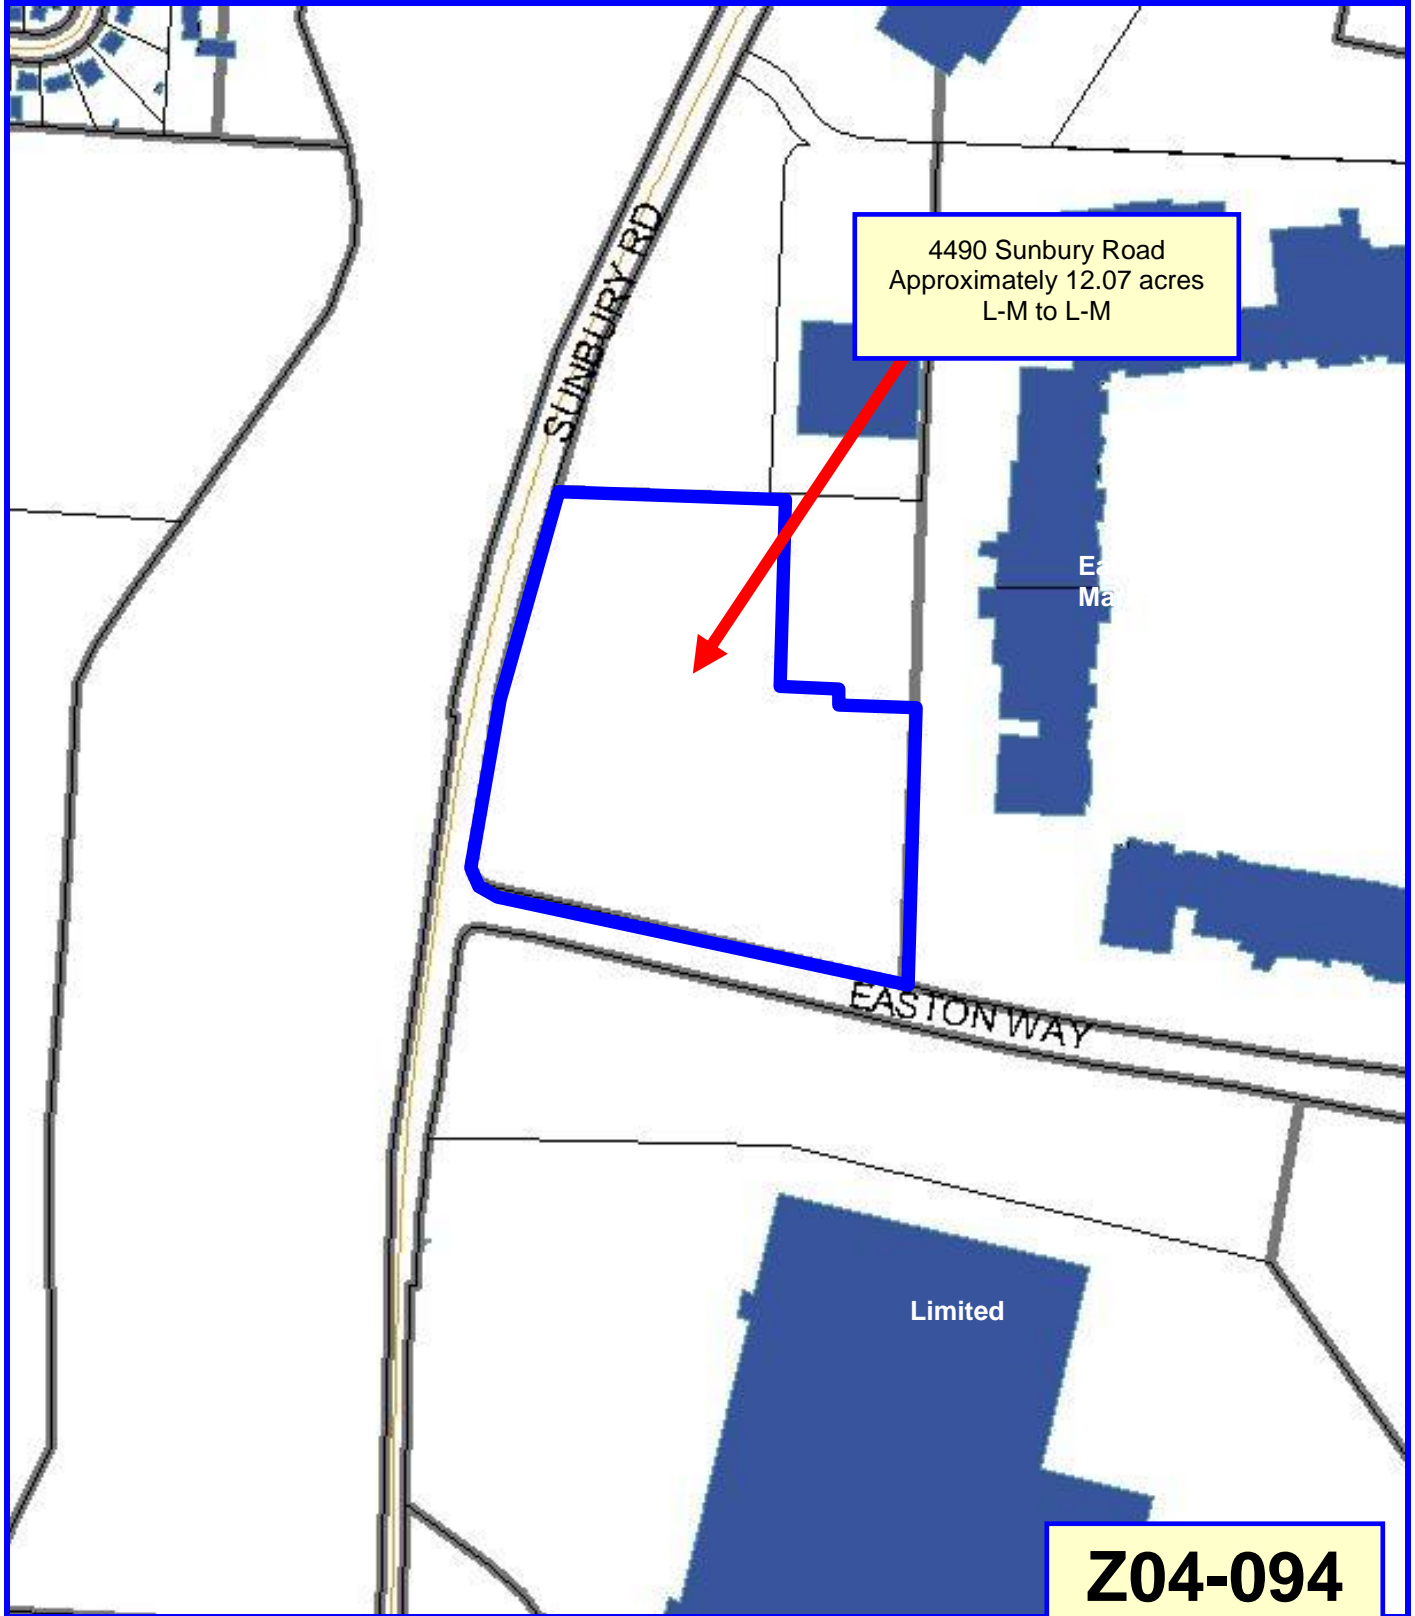 SUNBURY RD
4490 Sunbury Road
Approximately 12.07 acres
L-M to L-M
EASTON WAY
Limited
Z04-094